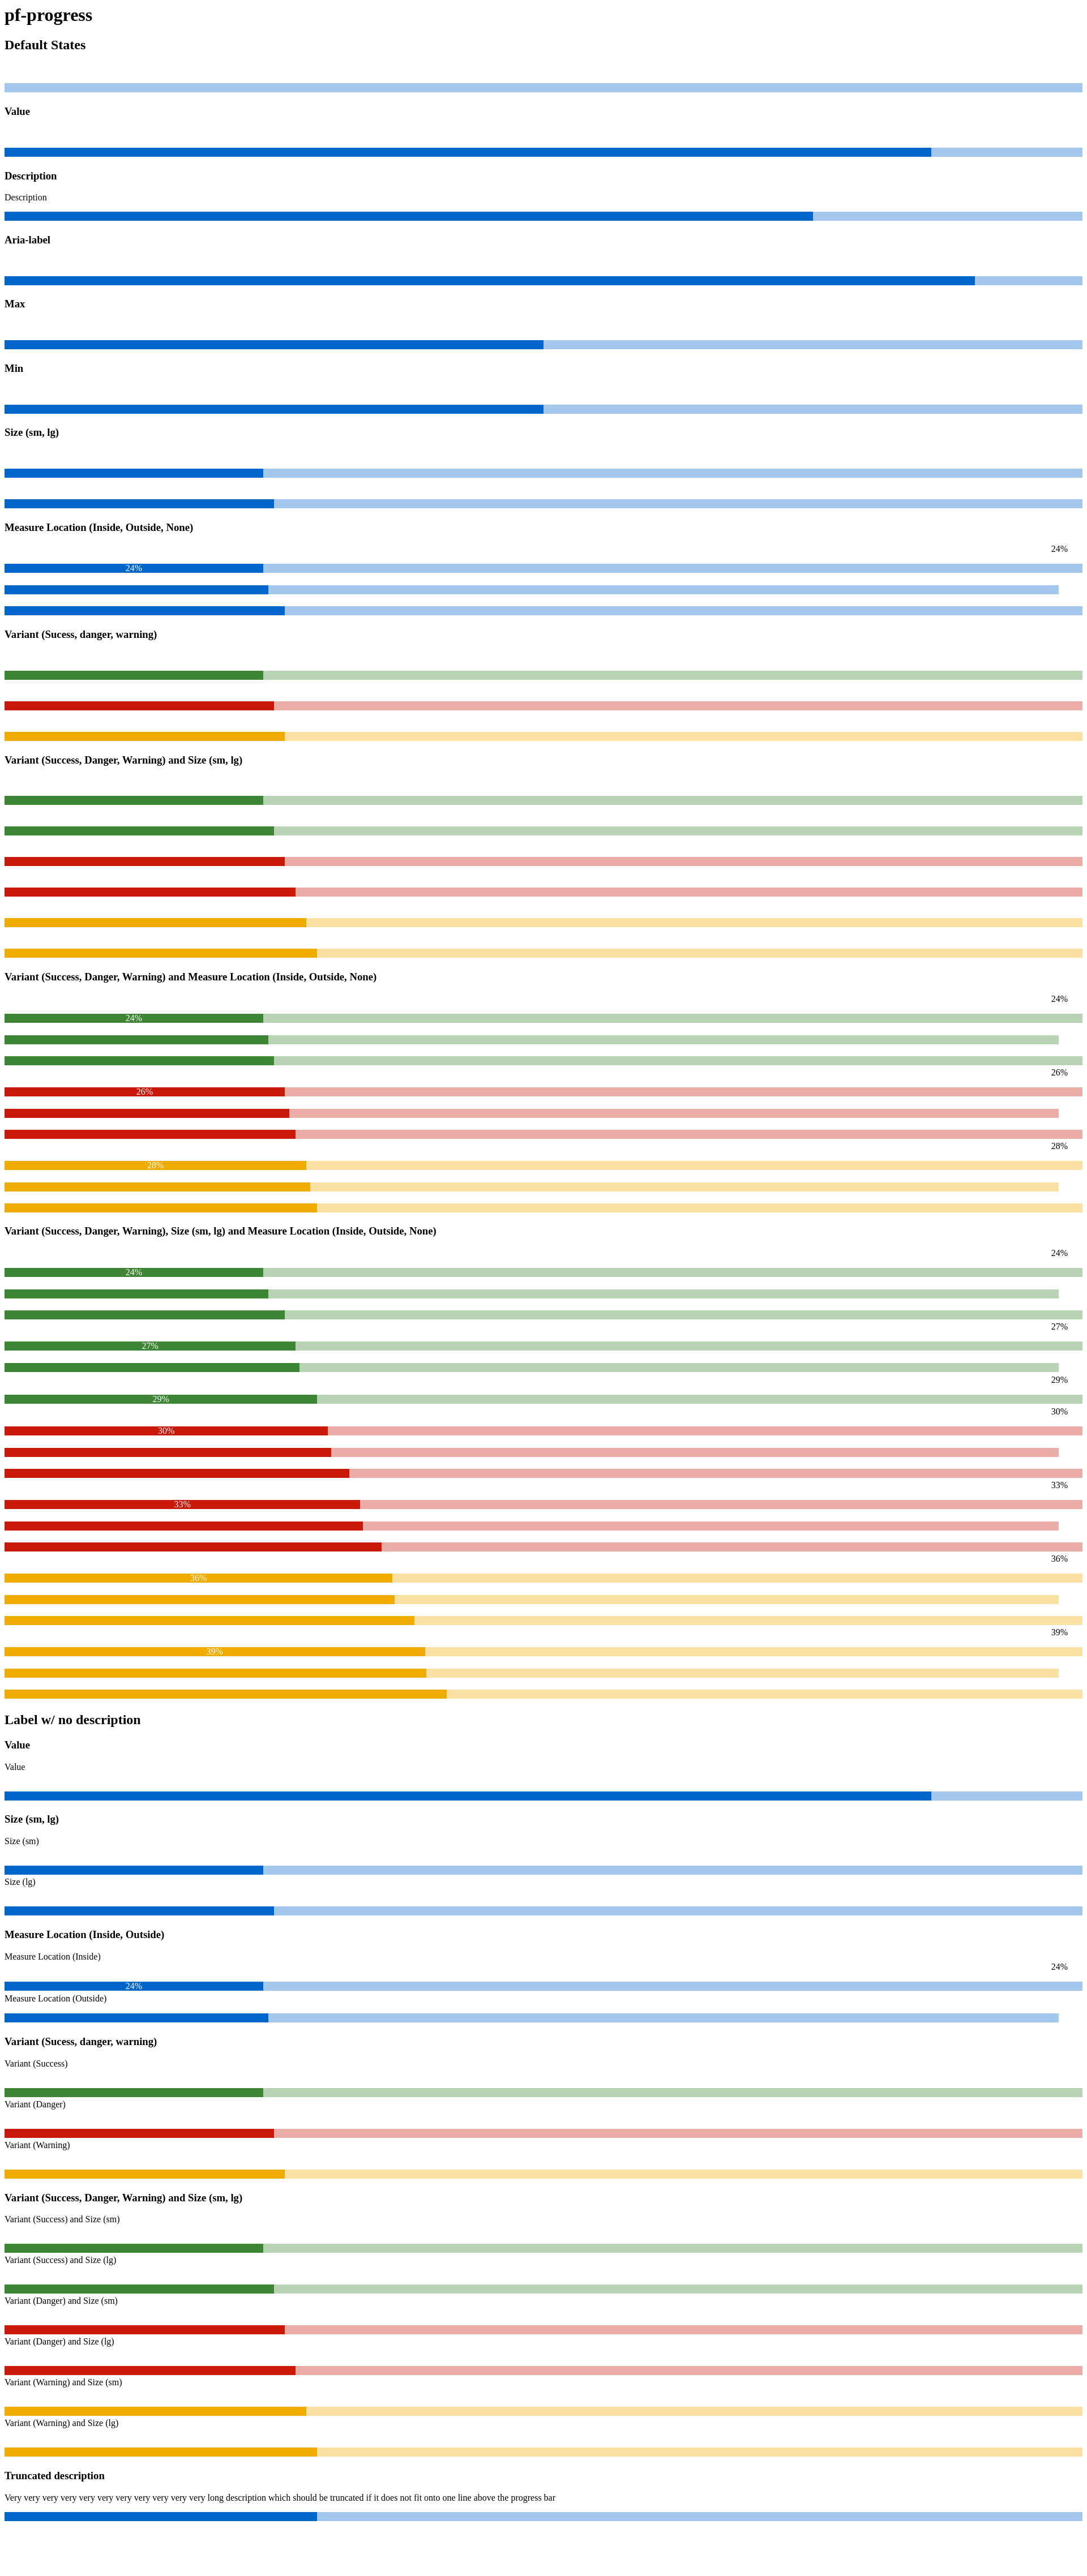 pf-progress
Default States
Value
Description
Description
Aria-label
Max
Min
Size (sm, lg)
Measure Location (Inside, Outside, None)
24%
24%
Variant (Sucess, danger, warning)
Variant (Success, Danger, Warning) and Size (sm, lg)
Variant (Success, Danger, Warning) and Measure Location (Inside, Outside, None)
24%
24%
26%
26%
28%
28%
Variant (Success, Danger, Warning), Size (sm, lg) and Measure Location (Inside, Outside, None)
24%
24%
27%
27%
29%
29%
30%
30%
33%
33%
36%
36%
39%
39%
Label w/ no description
Value
Value
Size (sm, lg)
Size (sm)
Size (lg)
Measure Location (Inside, Outside)
Measure Location (Inside)
24%
24%
Measure Location (Outside)
Variant (Sucess, danger, warning)
Variant (Success)
Variant (Danger)
Variant (Warning)
Variant (Success, Danger, Warning) and Size (sm, lg)
Variant (Success) and Size (sm)
Variant (Success) and Size (lg)
Variant (Danger) and Size (sm)
Variant (Danger) and Size (lg)
Variant (Warning) and Size (sm)
Variant (Warning) and Size (lg)
Truncated description
Very very very very very very very very very very very long description which should be truncated if it does not fit onto one line above the progress bar